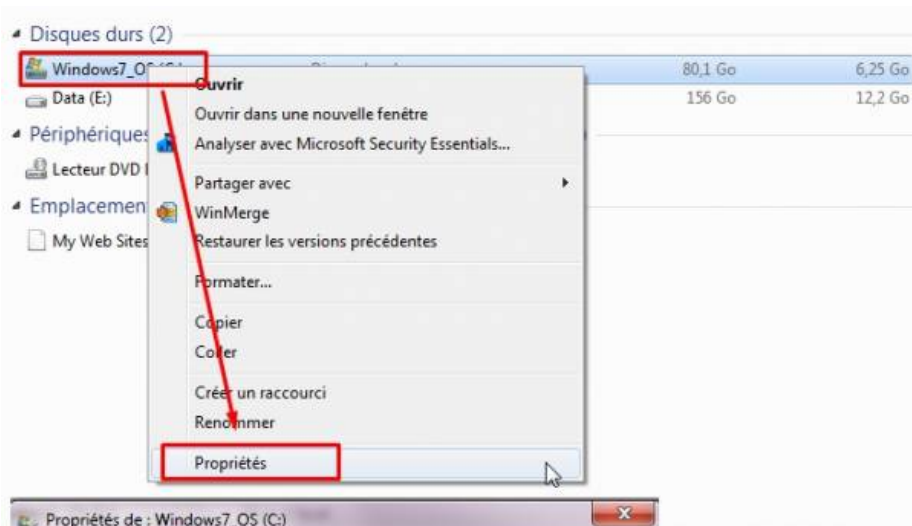 Disques durs (2)
Windows7_OS (C:) 80,1 Go 6,25 Go
Data (E:) 156 Go 12,2 Go
Périphériques
Lecteur DVD
Emplacemen
My Web Sites
Ouvrir
Ouvrir dans une nouvelle fenêtre
Analyser avec Microsoft Security Essentials...
Partager avec
WinMerge
Restaurer les versions précédentes
Formater...
Copier
Coller
Créer un raccourci
Renommer
Propriétés
Propriétés de : Windows7_OS (C:)